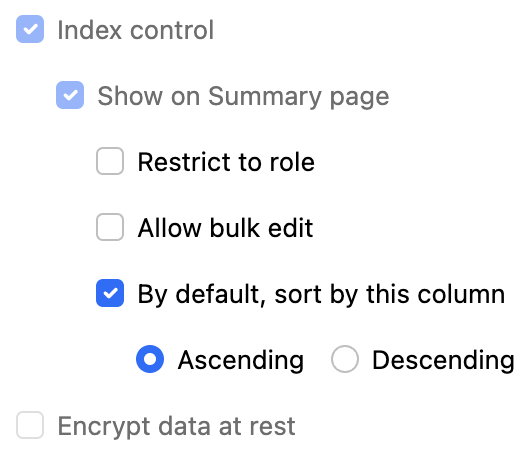 Index control
Show on Summary page
Restrict to role
Allow bulk edit
By default, sort by this column
Ascending Descending
Encrypt data at rest